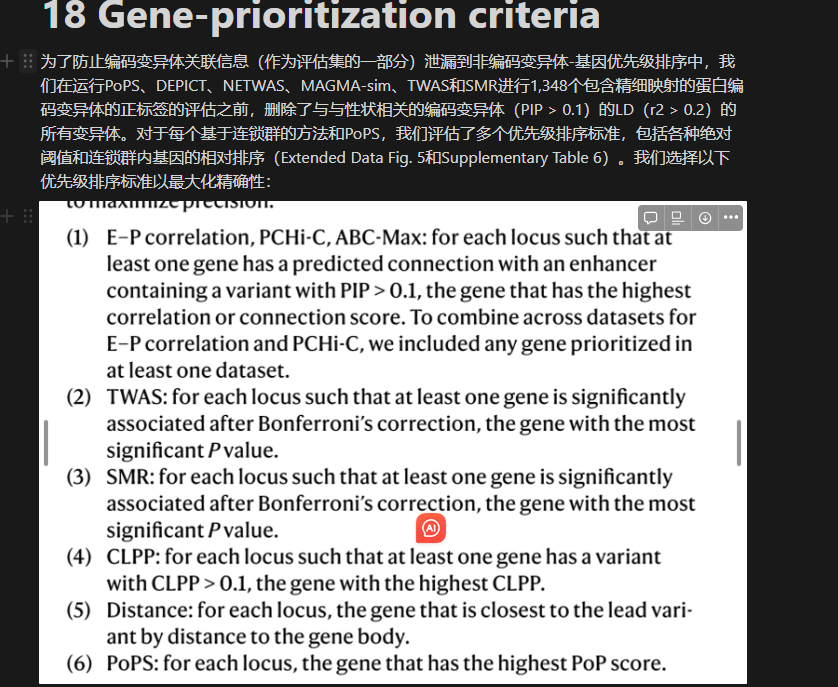 18 Gene-prioritization criteria
为了防止编码变异体关联信息（作为评估集的一部分）泄漏到非编码变异体-基因优先级排序中，我
们在运行PoPS、DEPICT、NETWAS、MAGMA-sim、TWAS和SMR进行1,348个包含精细映射的蛋白编
码变异体的正标签的评估之前，删除了与与性状相关的编码变异体（PIP > 0.1）的LD（r2 > 0.2）的
所有变异体。对于每个基于连锁群的方法和PoPS，我们评估了多个优先级排序标准，包括各种绝对
阈值和连锁群内基因的相对排序（Extended Data Fig. 5和Supplementary Table 6）。我们选择以下
优先级排序标准以最大化精确性：
to maximize precision:
(1) E–P correlation, PCHi-C, ABC-Max: for each locus such that at
least one gene has a predicted connection with an enhancer
containing a variant with PIP > 0.1, the gene that has the highest
correlation or connection score. To combine across datasets for
E–P correlation and PCHi-C, we included any gene prioritized in
at least one dataset.
(2) TWAS: for each locus such that at least one gene is significantly
associated after Bonferroni’s correction, the gene with the most
significant P value.
(3) SMR: for each locus such that at least one gene is significantly
associated after Bonferroni’s correction, the gene with the most
significant P value.
AI
(4) CLPP: for each locus such that at least one gene has a variant
with CLPP > 0.1, the gene with the highest CLPP.
(5) Distance: for each locus, the gene that is closest to the lead vari-
ant by distance to the gene body.
(6) PoPS: for each locus, the gene that has the highest PoP score.